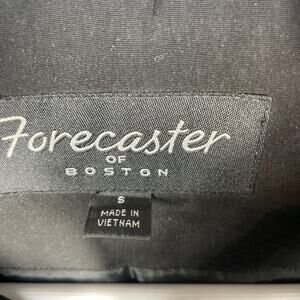 Forecaster
OF
BOSTON
S
MADE IN
VIETNAM